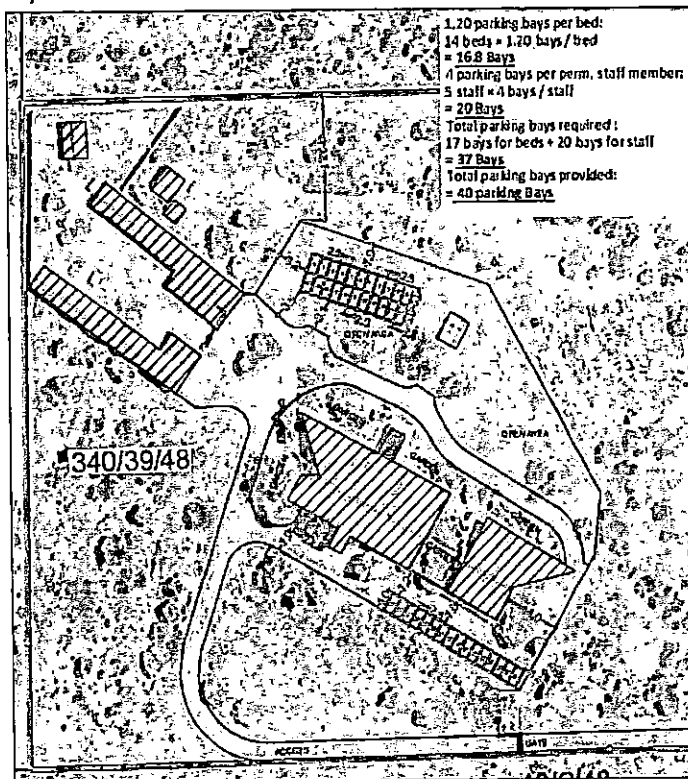 1,20 parking bays per bed:
14 beds × 1.20 bays / bed
= 16.8 Bays
4 parking bays per perm. staff member:
5 staff × 4 bays / staff
= 20 Bays
Total parking bays required :
17 bays for beds + 20 bays for staff
= 37 Bays
Total parking bays provided:
= 40 parking Bays
OPEN AREA
OPEN AREA
340/39/48
ACCESS
GATE